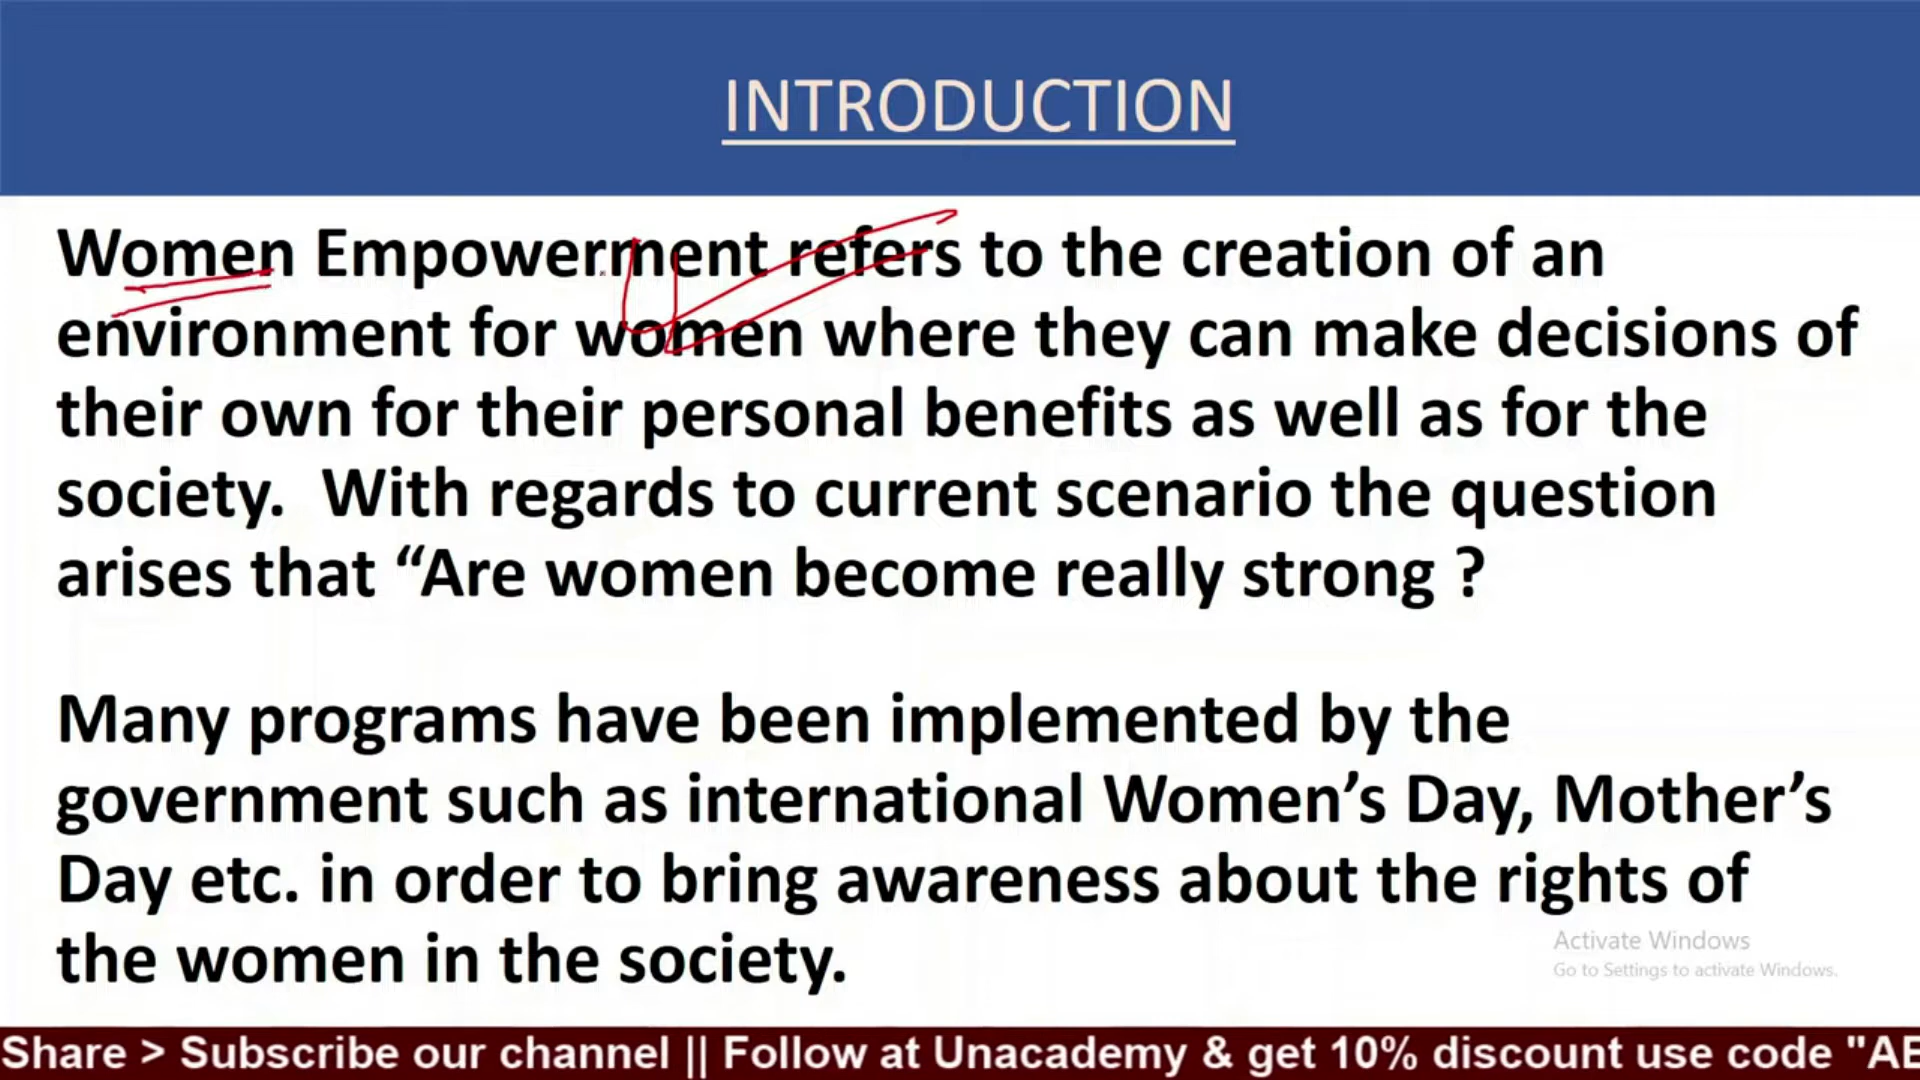 INTRODUCTION
Women Empowerment refers to the creation of an
environment for women where they can make decisions of
their own for their personal benefits as well as for the
society.  With regards to current scenario the question
arises that “Are women become really strong ?
Many programs have been implemented by the
government such as international Women’s Day, Mother’s
Day etc. in order to bring awareness about the rights of
the women in the society.
Activate Windows
Go to Settings to activate Windows.
Share > Subscribe our channel || Follow at Unacademy & get 10% discount use code "AE